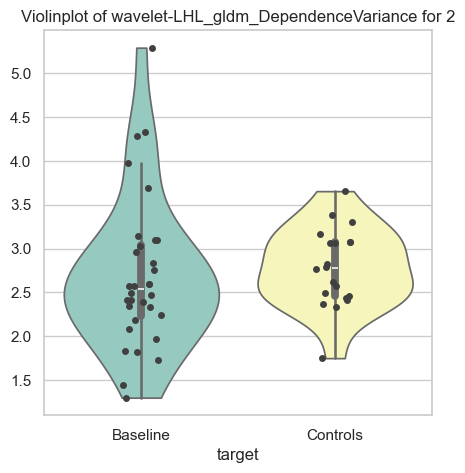 Violinplot of wavelet-LHL_gldm_DependenceVariance for 2
5.0
4.5
4.0
3.5
3.0
2.5
2.0
1.5
Baseline
Controls
target